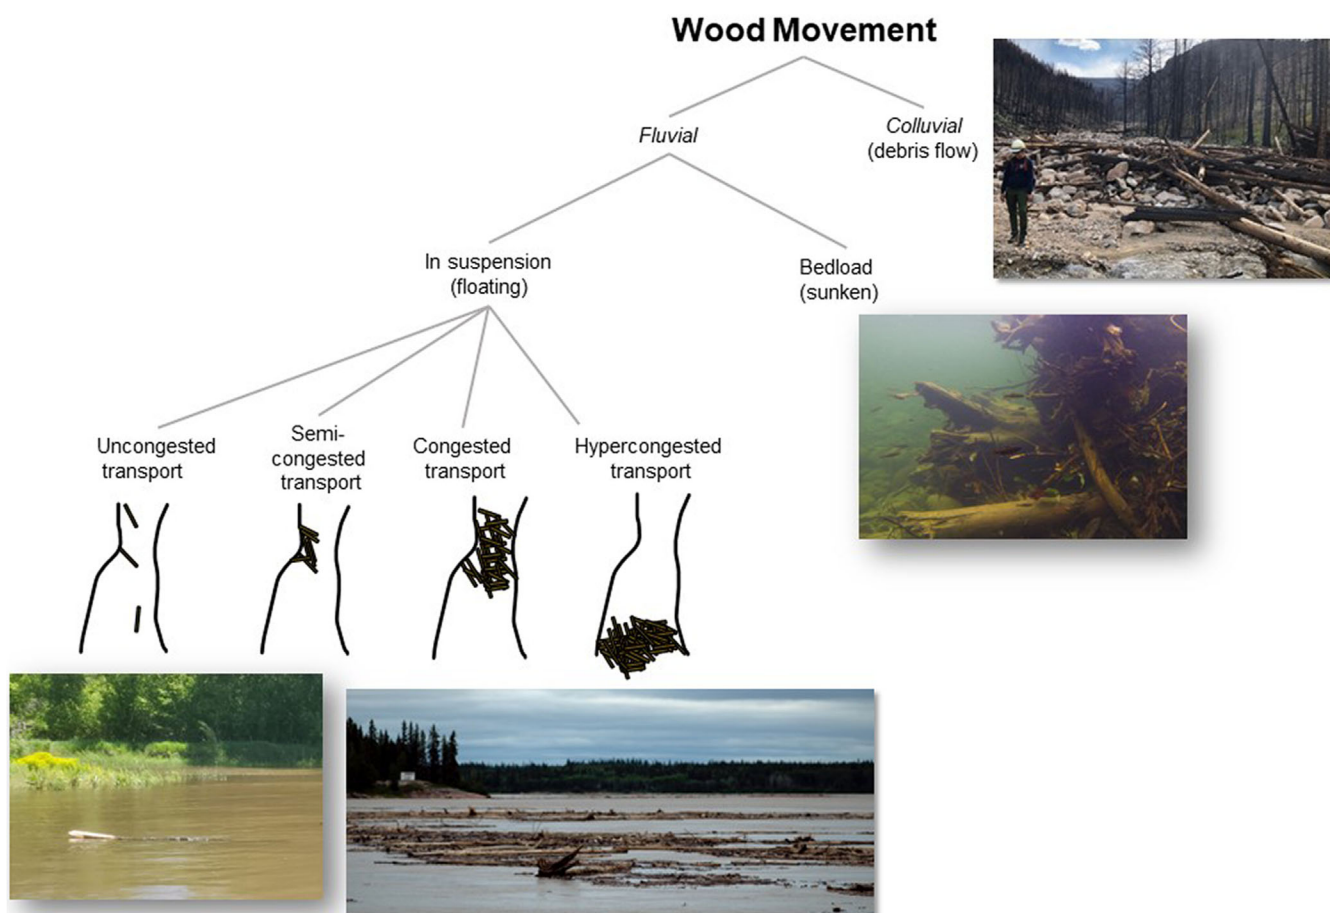 Wood Movement
Fluvial
Colluvial
(debris flow)
In suspension
(floating)
Bedload
(sunken)
Uncongested
transport
Semi-
congested
transport
Congested
transport
Hypercongested
transport